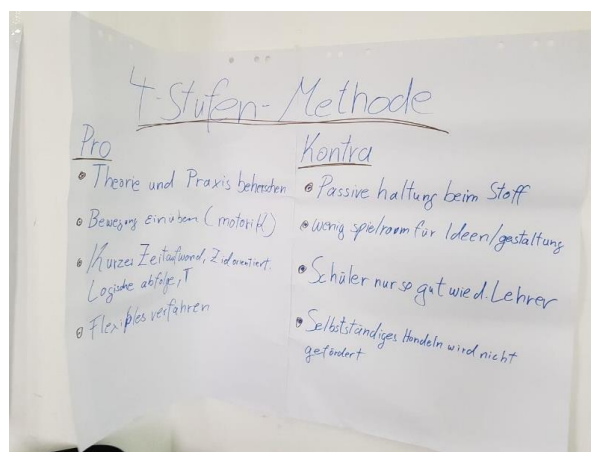 4-Stufen-Methode
Pro
• Theorie und Praxis beherrschen
• Bewegung einüben (motorik)
• Kurzer Zeitaufwand, Zielorientiert,
Logische abfolge, T
• Flexibles verfahren
Kontra
• Passive haltung beim Stoff
• wenig spielraum für Ideen/gestaltung
• Schüler nur so gut wie d. Lehrer
• Selbstständiges Handeln wird nicht
gefördert